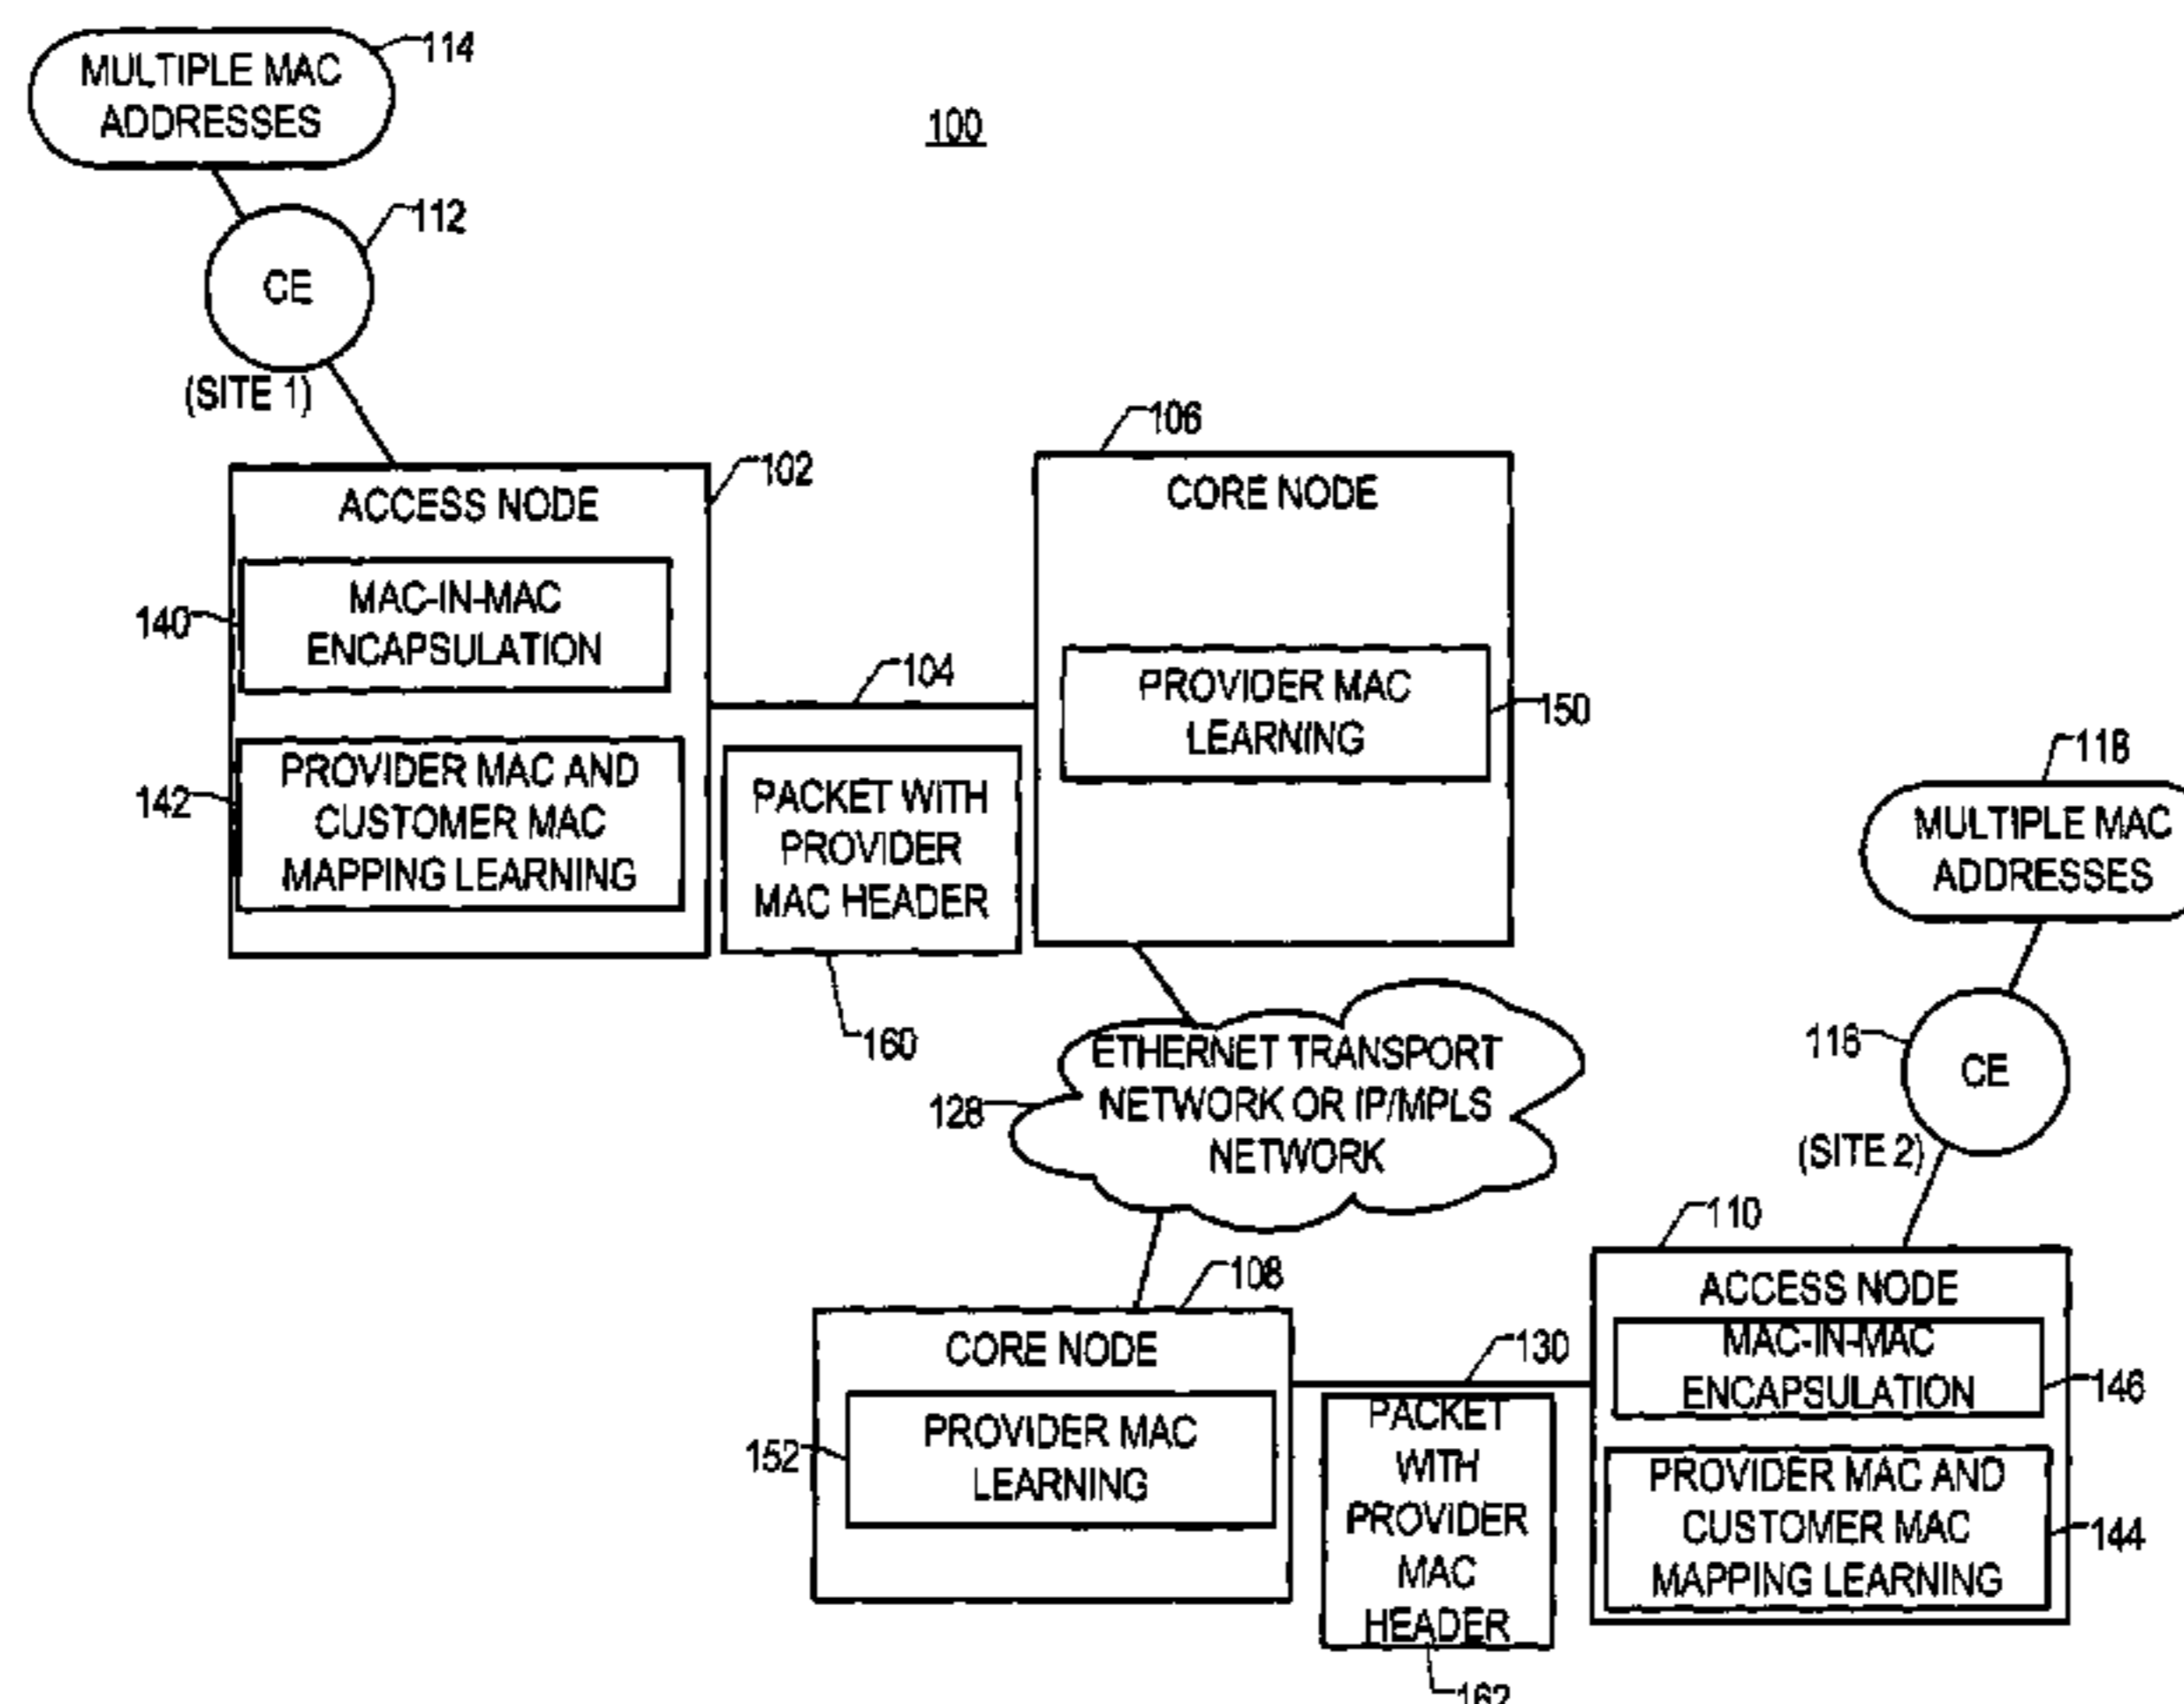 114
MULTIPLE MAC
ADDRESSES
100
112
CE
(SITE 1)
106
102
ACCESS NODE
CORE NODE
MAC-IN-MAC
ENCAPSULATION
140
104
PROVIDER MAC
LEARNING
150
PROVIDER MAC AND
CUSTOMER MAC
MAPPING LEARNING
142
PACKET WITH
PROVIDER
MAC HEADER
118
MULTIPLE MAC
ADDRESSES
160
ETHERNET TRANSPORT
NETWORK OR IP/MPLS
NETWORK
128
116
CE
(SITE 2)
110
108
ACCESS NODE
CORE NODE
130
MAC-IN-MAC
ENCAPSULATION
146
PROVIDER MAC
LEARNING
152
PACKET
WITH
PROVIDER
MAC
HEADER
PROVIDER MAC AND
CUSTOMER MAC
MAPPING LEARNING
144
162